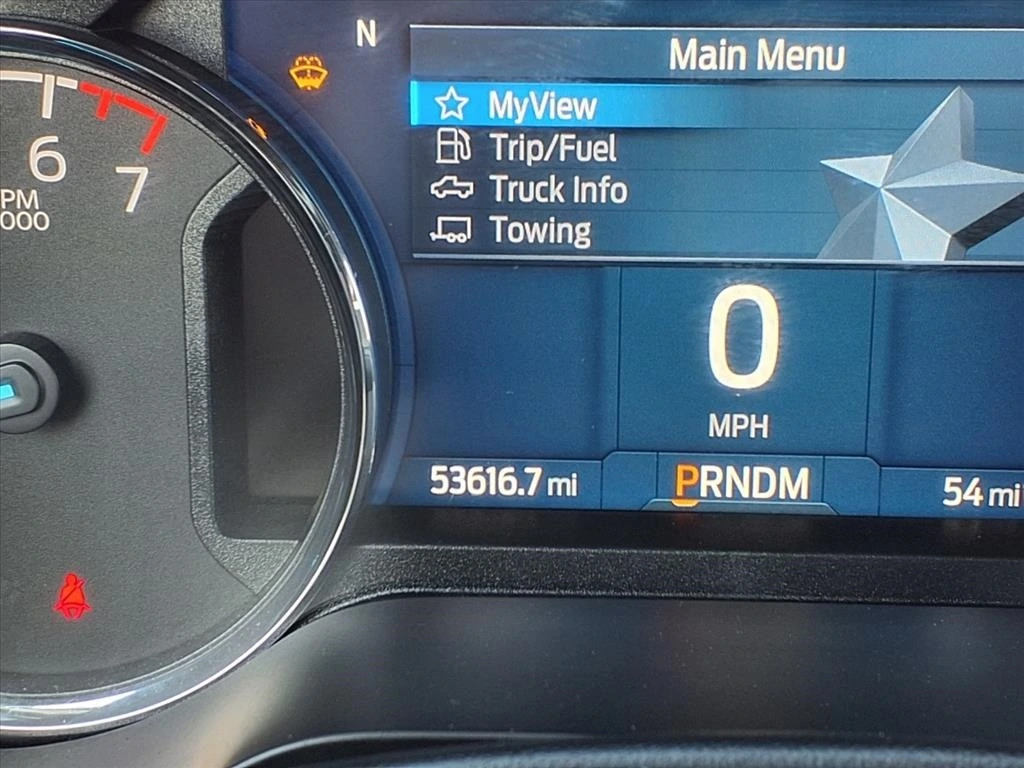 N
Main Menu
MyView
Trip/Fuel
Truck Info
Towing
6
7
PM
000
0
MPH
53616.7 mi
PRNDM
54 mi